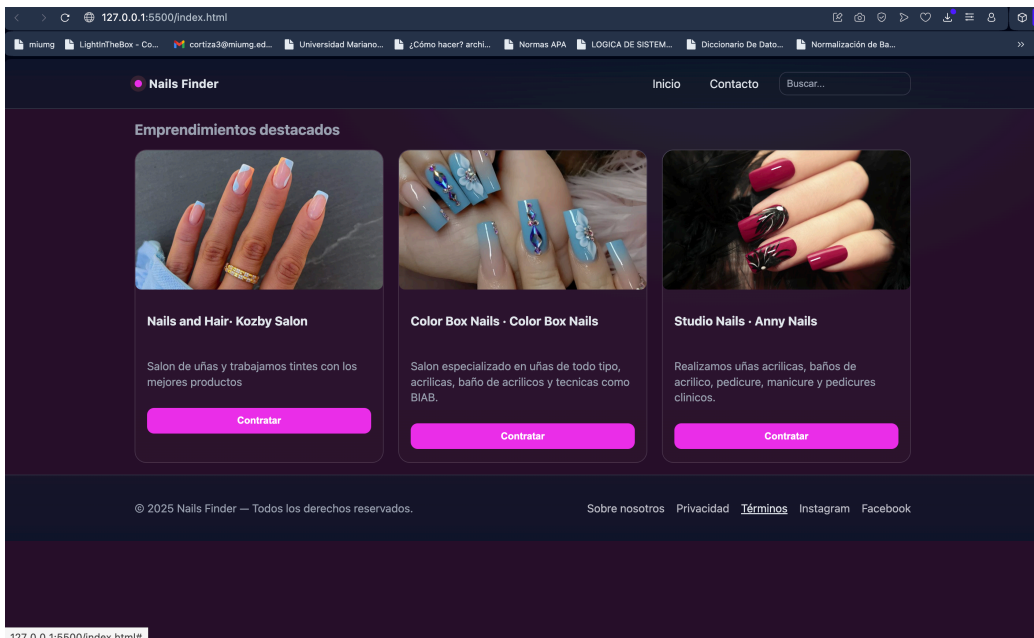 127.0.0.1:5500/index.html
miumg LightInTheBox - Co... cortiza3@miumg.ed... Universidad Mariano... ¿Cómo hacer? archi... Normas APA LOGICA DE SISTEM... Diccionario De Dato... Normalización de Ba... »
Nails Finder Inicio Contacto Buscar...
Emprendimientos destacados
Nails and Hair· Kozby Salon
Salon de uñas y trabajamos tintes con los
mejores productos
Contratar
Color Box Nails · Color Box Nails
Salon especializado en uñas de todo tipo,
acrilicas, baño de acrilicos y tecnicas como
BIAB.
Contratar
Studio Nails · Anny Nails
Realizamos uñas acrilicas, baños de
acrilico, pedicure, manicure y pedicures
clinicos.
Contratar
© 2025 Nails Finder — Todos los derechos reservados. Sobre nosotros Privacidad Términos Instagram Facebook
127.0.0.1:5500/index.html#